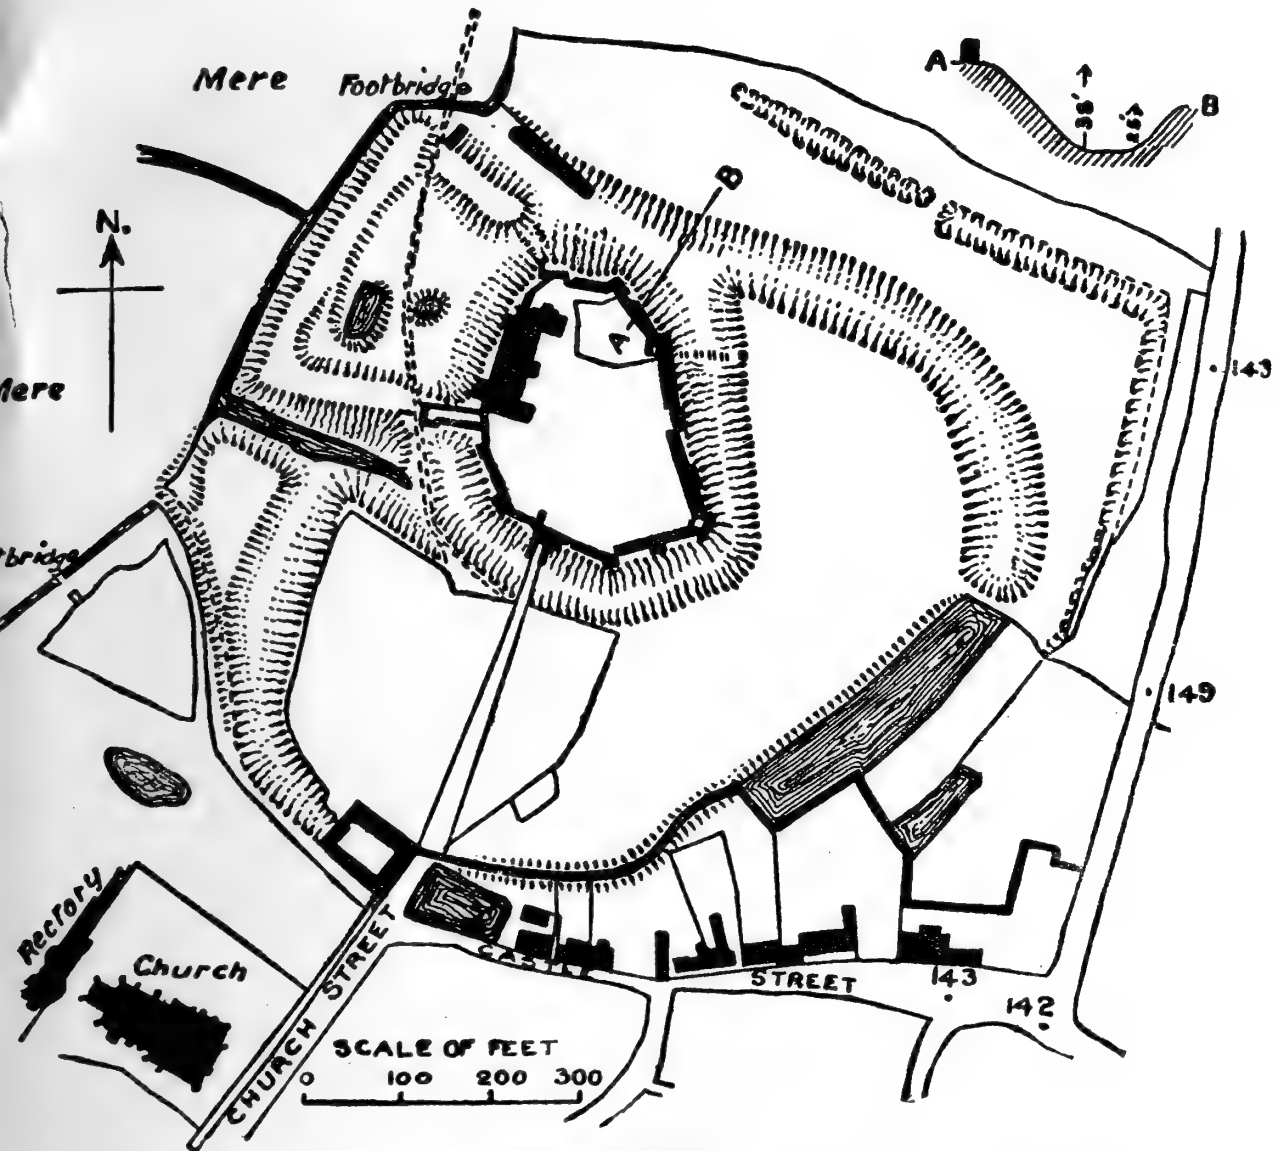 Mere
Footbridge
A
38'
B
B
N.
A
143
Mere
149
Rectory
Church
CHURCH STREET
CASTLE STREET
143
142
SCALE OF FEET
0 100 200 300